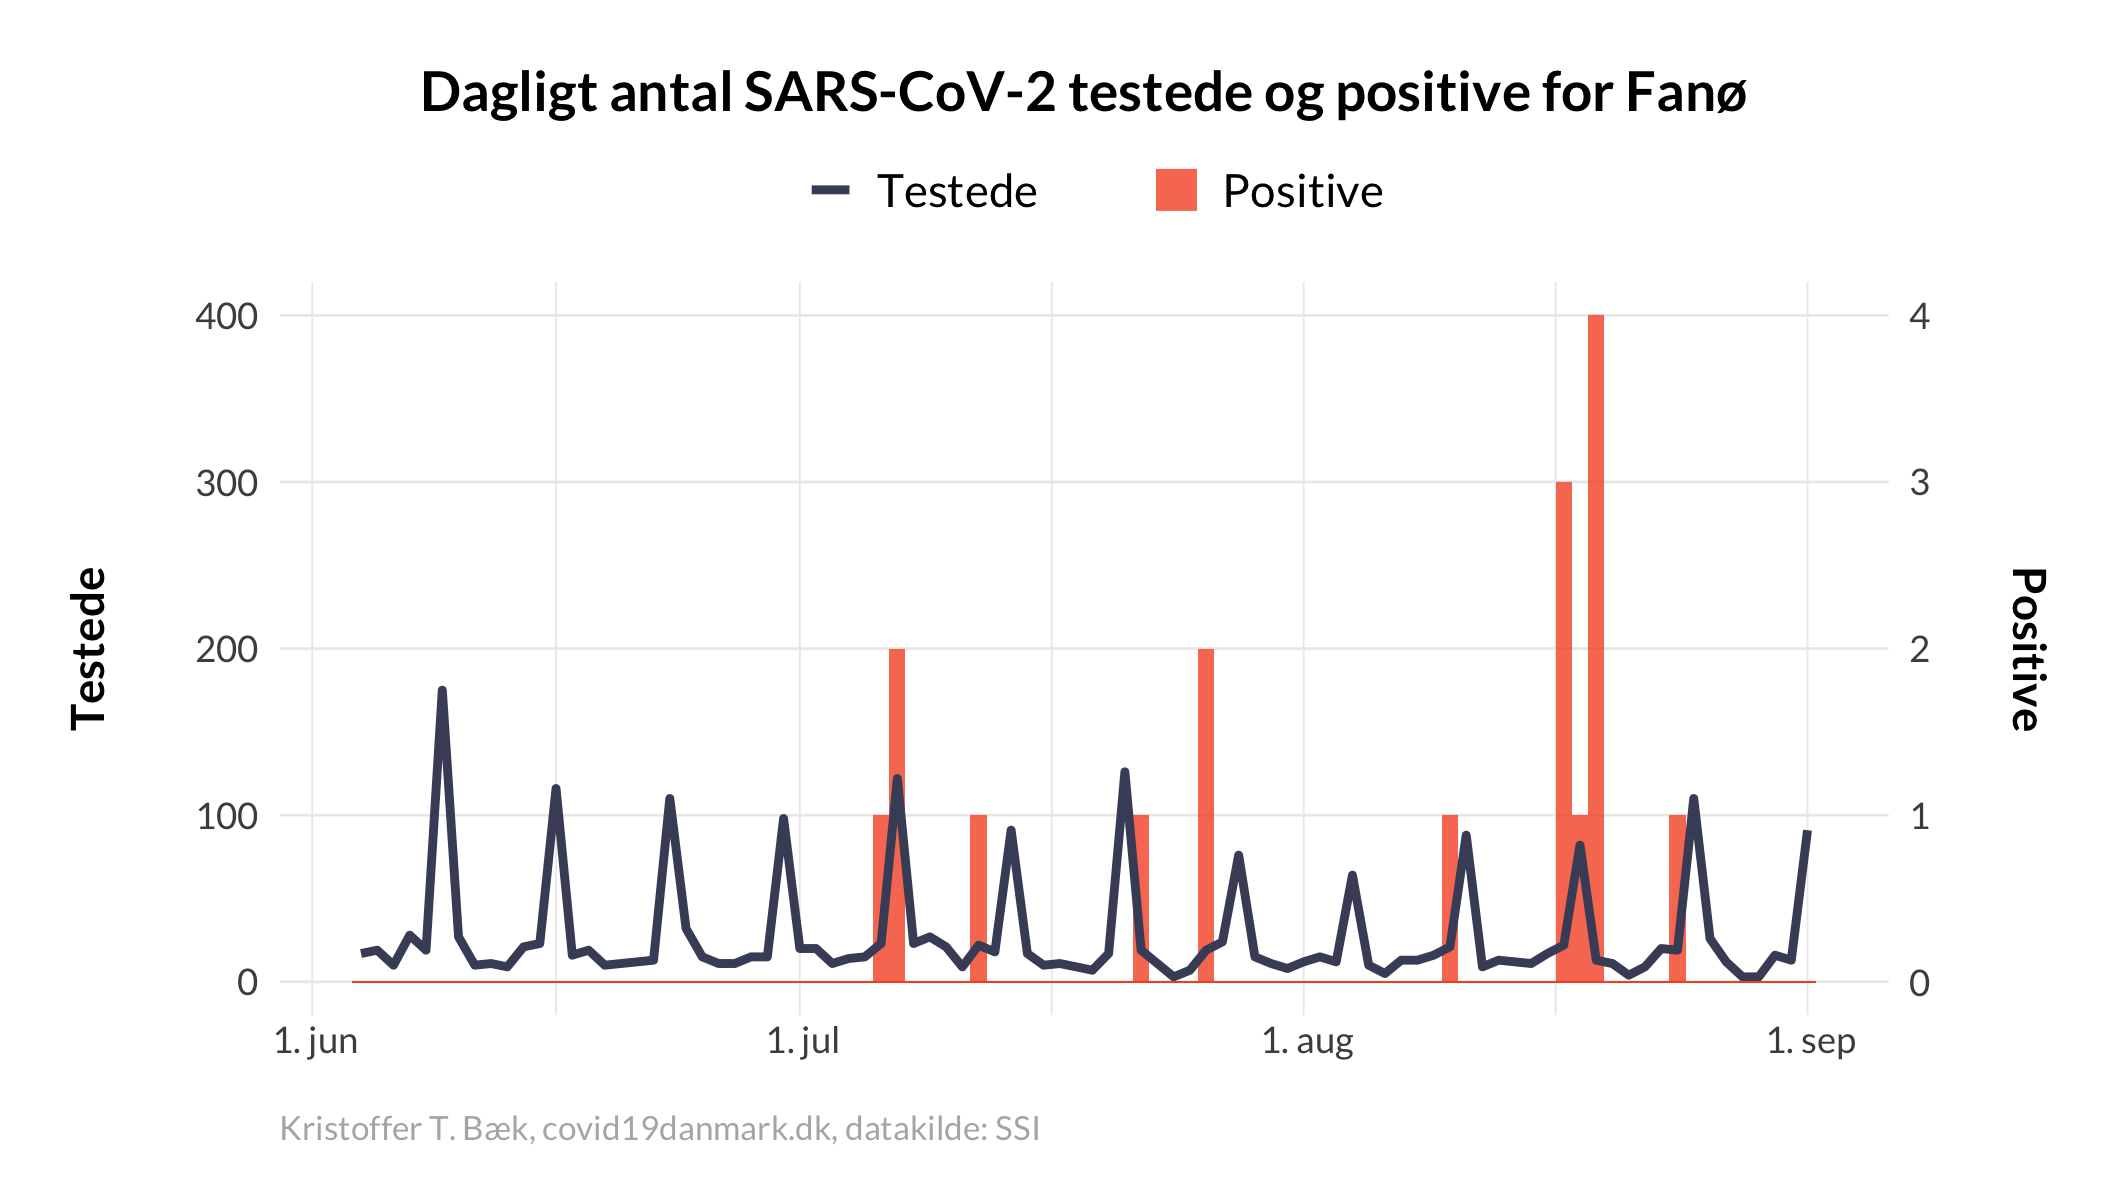 Dagligt antal SARS-CoV-2 testede og positive for Fanø
Testede Positive
400 4
300 3
200 2
100 1
0 0
Testede
Positive
1. jun 1. jul 1. aug 1. sep
Kristoffer T. Bæk, covid19danmark.dk, datakilde: SSI